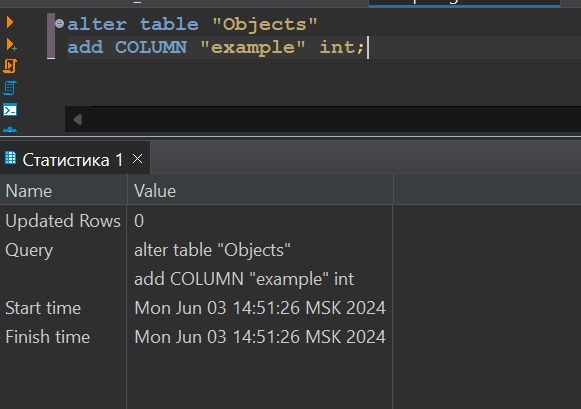 alter table "Objects"
add COLUMN "example" int;
Статистика 1
Name Value
Updated Rows 0
Query alter table "Objects"
add COLUMN "example" int
Start time Mon Jun 03 14:51:26 MSK 2024
Finish time Mon Jun 03 14:51:26 MSK 2024